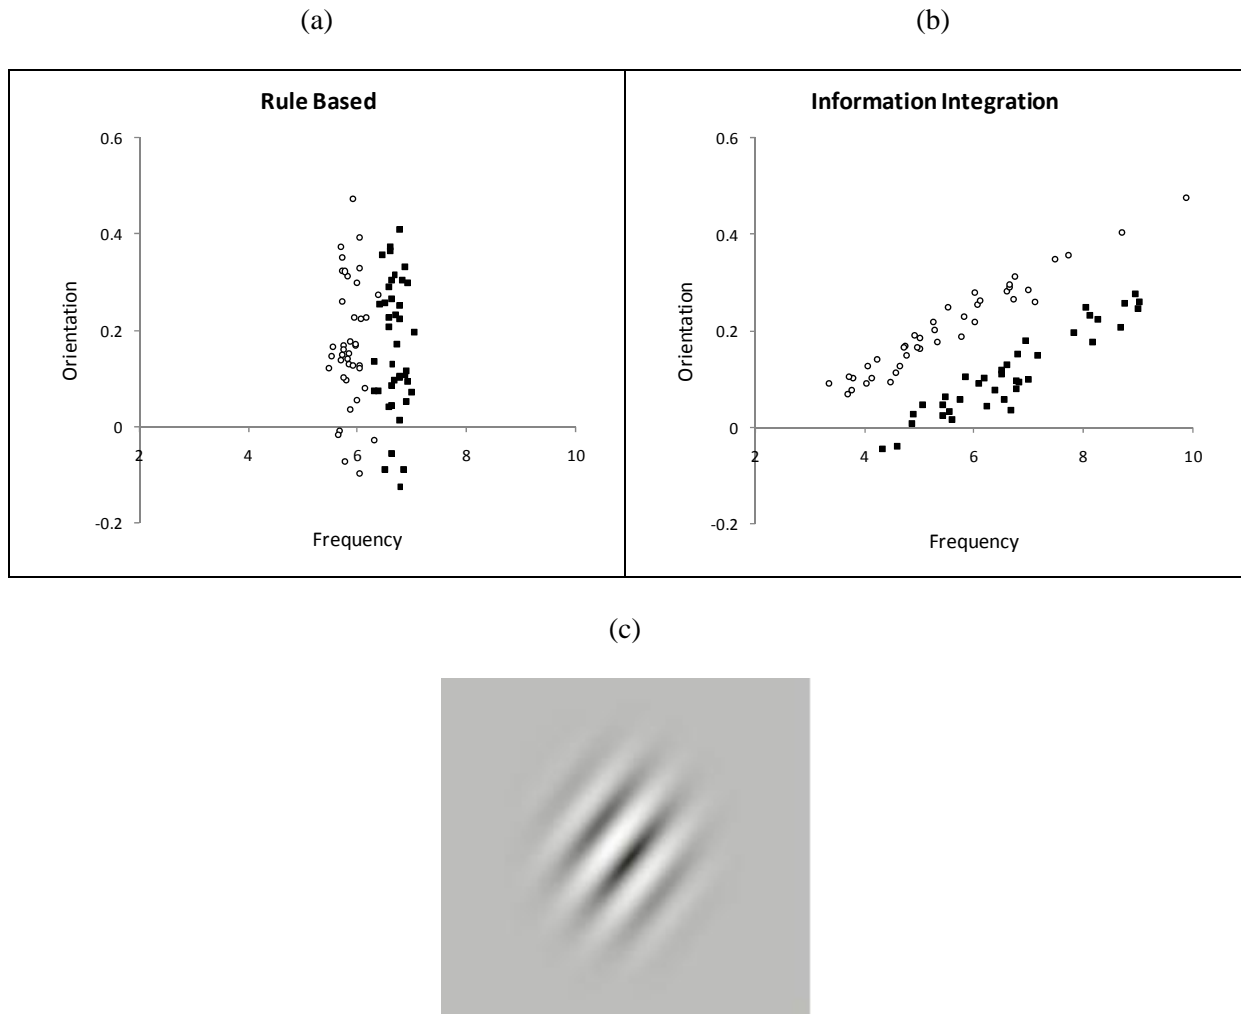 (a)
(b)
Rule Based
0.6
0.4
0.2
0
-0.2
Orientation
2
4
6
8
10
Frequency
Information Integration
0.6
0.4
0.2
0
-0.2
Orientation
2
4
6
8
10
Frequency
(c)